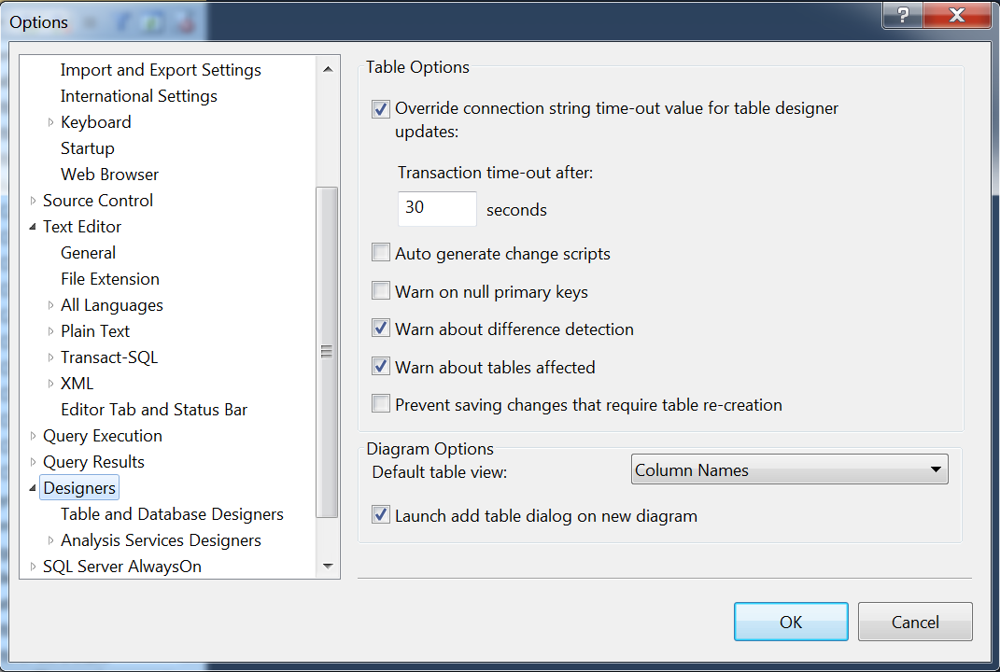 Options
?
Import and Export Settings
International Settings
Keyboard
Startup
Web Browser
Source Control
Text Editor
General
File Extension
All Languages
Plain Text
Transact-SQL
XML
Editor Tab and Status Bar
Query Execution
Query Results
Designers
Table and Database Designers
Analysis Services Designers
SQL Server AlwaysOn
Table Options
Override connection string time-out value for table designer
updates:
Transaction time-out after:
30 seconds
Auto generate change scripts
Warn on null primary keys
Warn about difference detection
Warn about tables affected
Prevent saving changes that require table re-creation
Diagram Options
Default table view: Column Names
Launch add table dialog on new diagram
OK Cancel